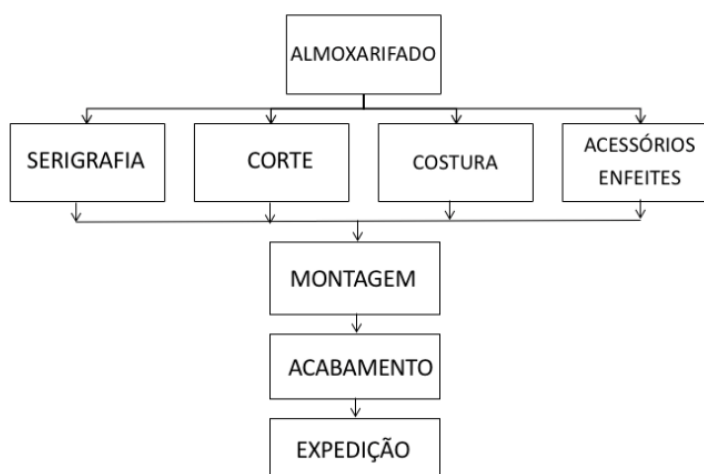 ALMOXARIFADO
SERIGRAFIA
CORTE
COSTURA
ACESSÓRIOS
ENFEITES
MONTAGEM
ACABAMENTO
EXPEDIÇÃO